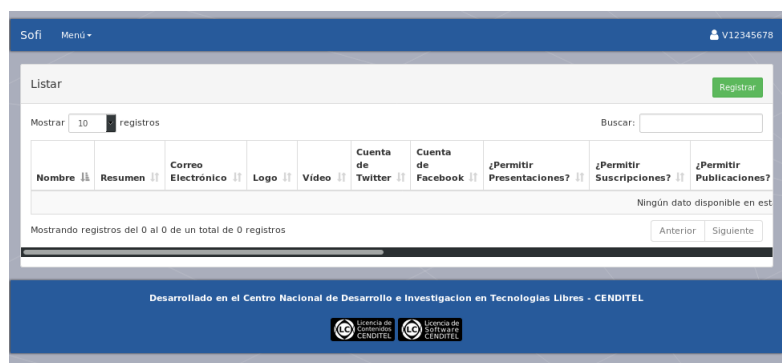 Sofi Menú V12345678
Listar
Registrar
Mostrar 10 registros Buscar:
Nombre Resumen Correo Electrónico Logo Vídeo Cuenta de Twitter Cuenta de Facebook ¿Permitir Presentaciones? ¿Permitir Suscripciones? ¿Permitir Publicaciones?
Ningún dato disponible en est
Mostrando registros del 0 al 0 de un total de 0 registros Anterior Siguiente
Desarrollado en el Centro Nacional de Desarrollo e Investigacion en Tecnologias Libres - CENDITEL
LC Licencia de Contenidos CENDITEL LC Licencia de Software CENDITEL